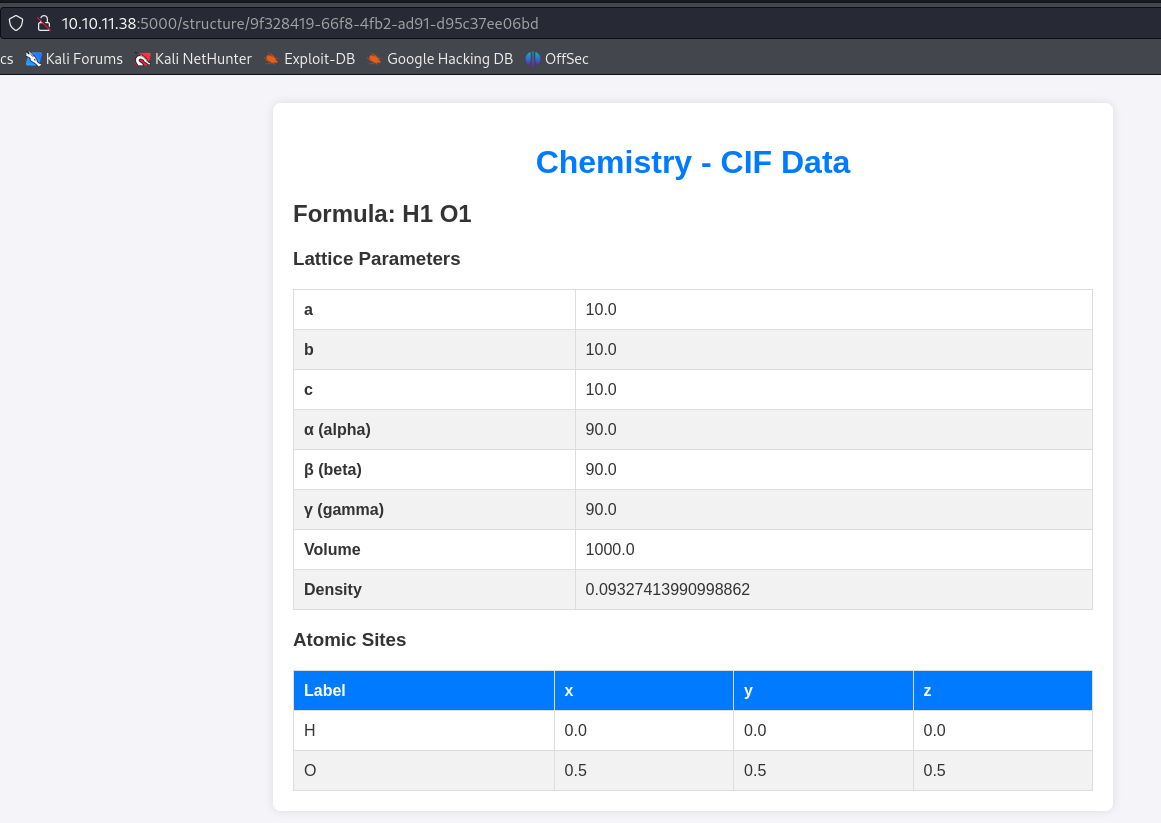 10.10.11.38:5000/structure/9f328419-66f8-4fb2-ad91-d95c37ee06bd
cs Kali Forums Kali NetHunter Exploit-DB Google Hacking DB OffSec
Chemistry - CIF Data
Formula: H1 O1
Lattice Parameters
a 10.0
b 10.0
c 10.0
α (alpha) 90.0
β (beta) 90.0
γ (gamma) 90.0
Volume 1000.0
Density 0.09327413990998862
Atomic Sites
Label x y z
H 0.0 0.0 0.0
O 0.5 0.5 0.5